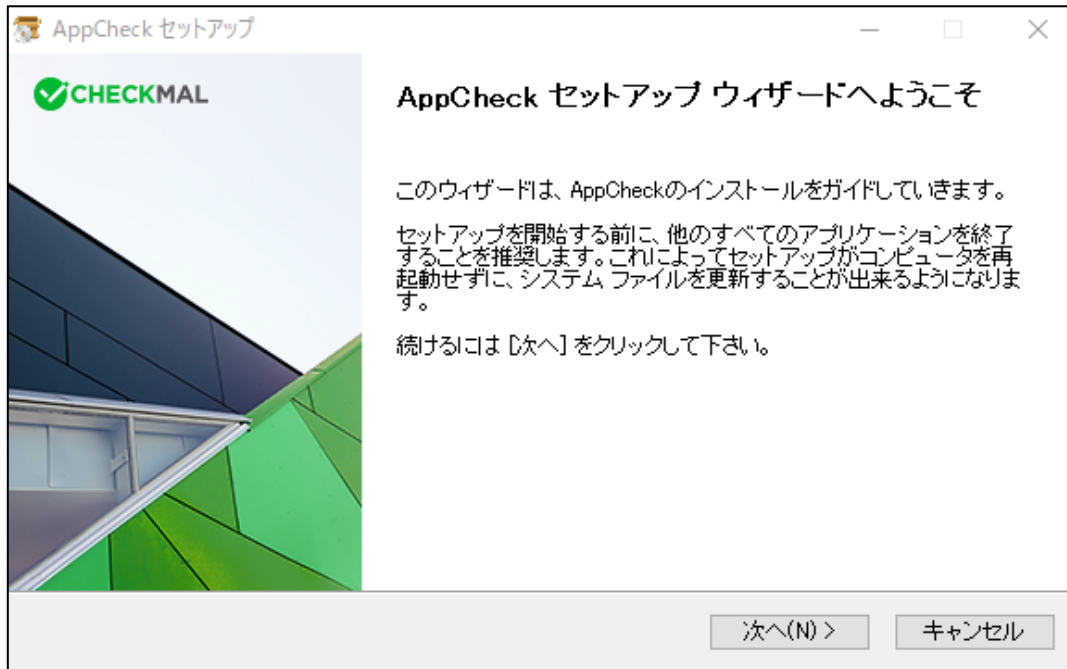 AppCheck セットアップ
CHECKMAL
AppCheck セットアップ ウィザードへようこそ
このウィザードは、AppCheckのインストールをガイドしていきます。
セットアップを開始する前に、他のすべてのアプリケーションを終了
することを推奨します。これによってセットアップがコンピュータを再
起動せずに、システム ファイルを更新することが出来るようになりま
す。
続けるには [次へ] をクリックして下さい。
次へ(N) >
キャンセル